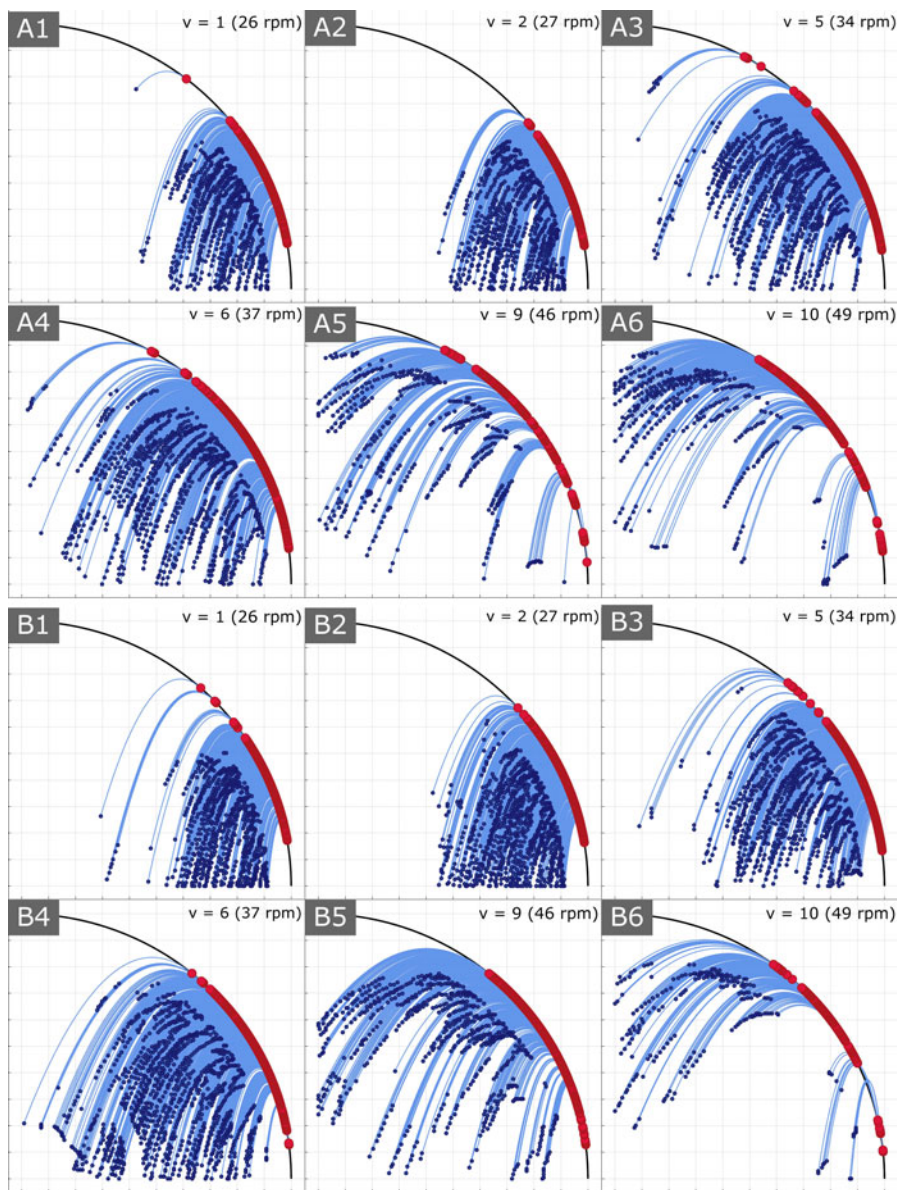 A1 v = 1 (26 rpm)
A2 v = 2 (27 rpm)
A3 v = 5 (34 rpm)
A4 v = 6 (37 rpm)
A5 v = 9 (46 rpm)
A6 v = 10 (49 rpm)
B1 v = 1 (26 rpm)
B2 v = 2 (27 rpm)
B3 v = 5 (34 rpm)
B4 v = 6 (37 rpm)
B5 v = 9 (46 rpm)
B6 v = 10 (49 rpm)